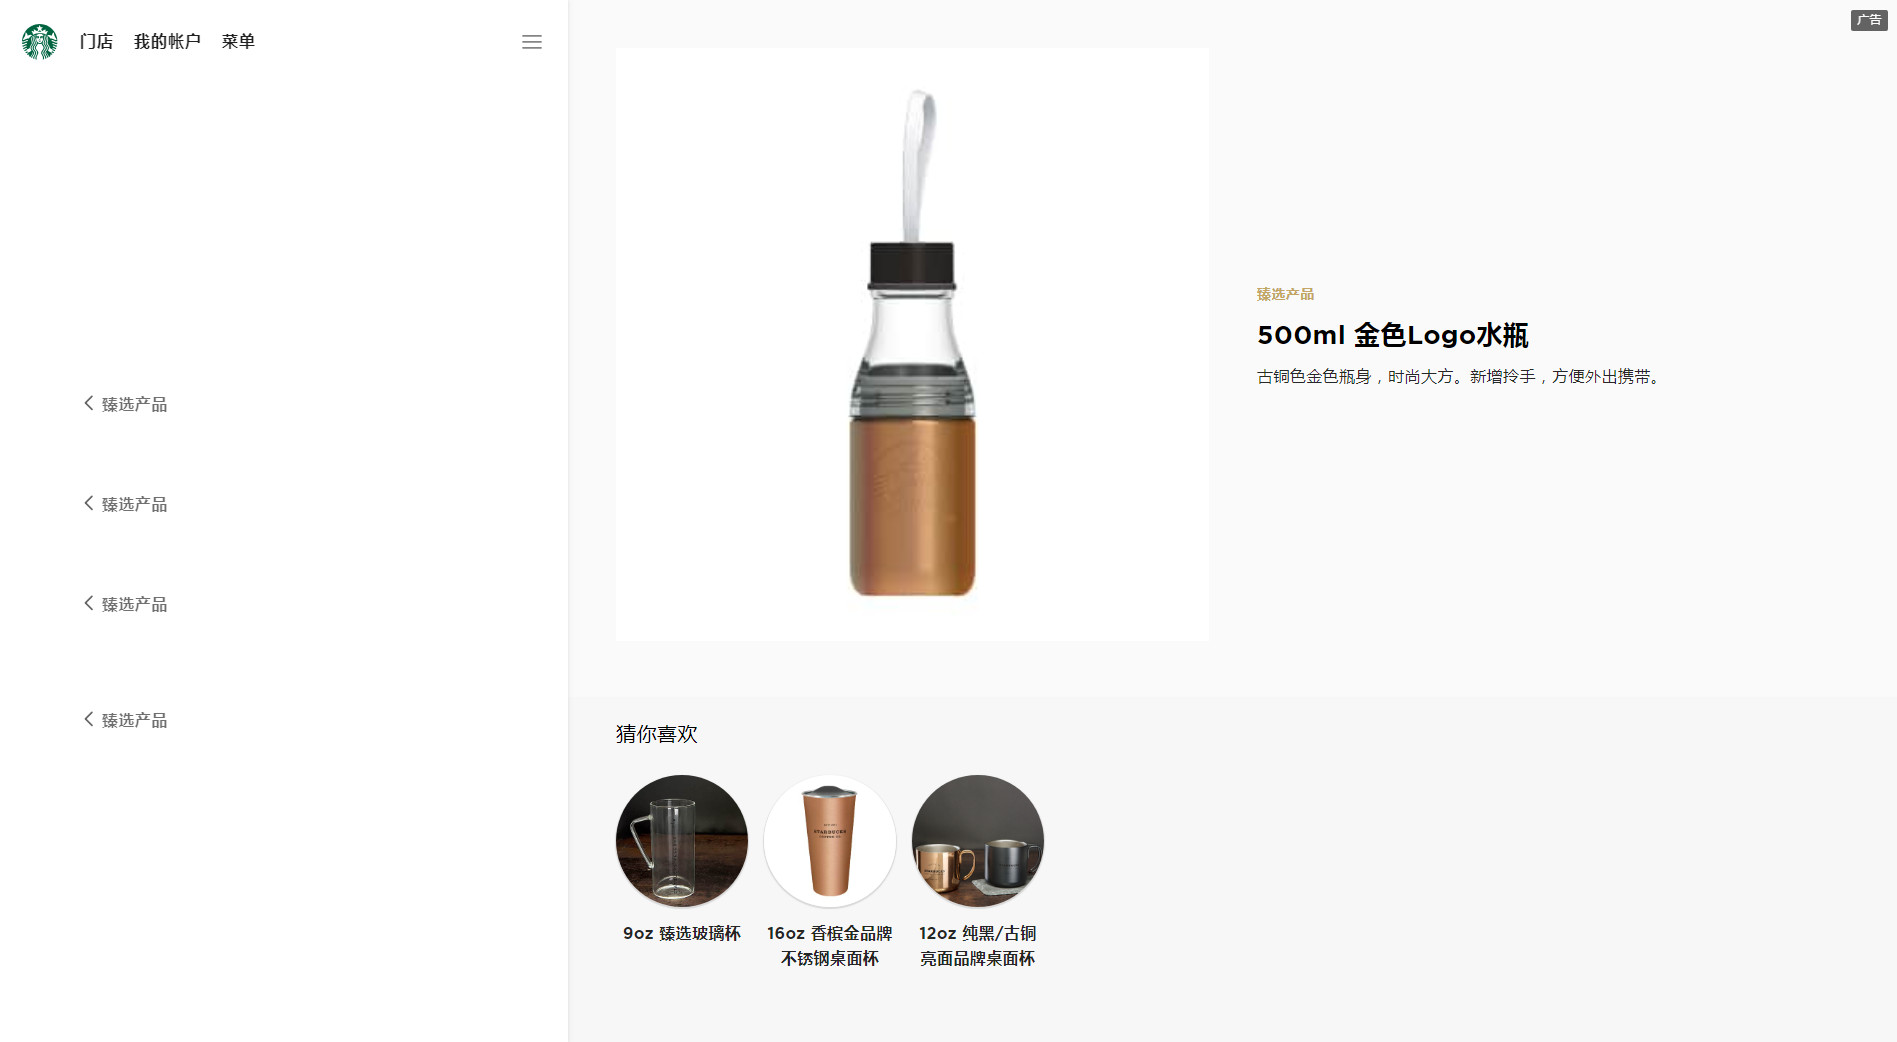 门店 我的帐户 菜单
广告
臻选产品
臻选产品
臻选产品
臻选产品
臻选产品
500ml 金色Logo水瓶
古铜色金色瓶身，时尚大方。新增拎手，方便外出携带。
猜你喜欢
STARBUCKS
9oz 臻选玻璃杯
16oz 香槟金品牌
不锈钢桌面杯
12oz 纯黑/古铜
亮面品牌桌面杯